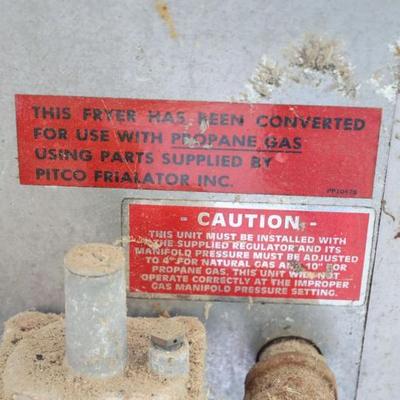 THIS FRYER HAS BEEN CONVERTED
FOR USE WITH PROPANE GAS
USING PARTS SUPPLIED BY
PITCO FRIALATOR INC.
- CAUTION -
THIS UNIT MUST BE INSTALLED WITH
THE SUPPLIED REGULATOR AND ITS
MANIFOLD PRESSURE MUST BE ADJUSTED
TO 4" FOR NATURAL GAS AND 10" FOR
PROPANE GAS. THIS UNIT WILL NOT
OPERATE CORRECTLY AT THE IMPROPER
GAS MANIFOLD PRESSURE SETTING.